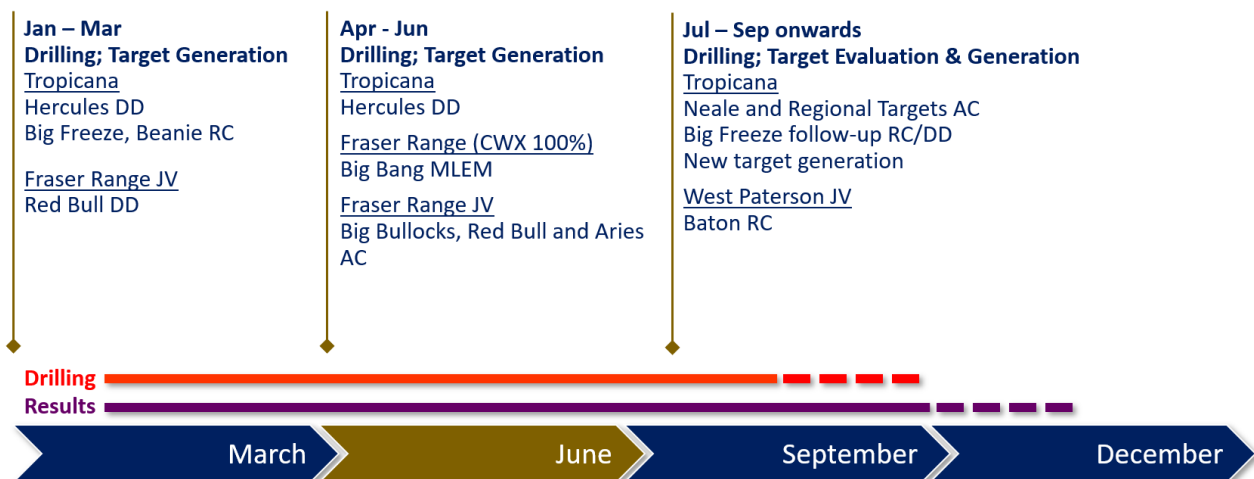 Jan – Mar
Drilling; Target Generation
Tropicana
Hercules DD
Big Freeze, Beanie RC
Fraser Range JV
Red Bull DD
Apr - Jun
Drilling; Target Generation
Tropicana
Hercules DD
Fraser Range (CWX 100%)
Big Bang MLEM
Fraser Range JV
Big Bullocks, Red Bull and Aries
AC
Jul – Sep onwards
Drilling; Target Evaluation & Generation
Tropicana
Neale and Regional Targets AC
Big Freeze follow-up RC/DD
New target generation
West Paterson JV
Baton RC
Drilling
Results
March
June
September
December